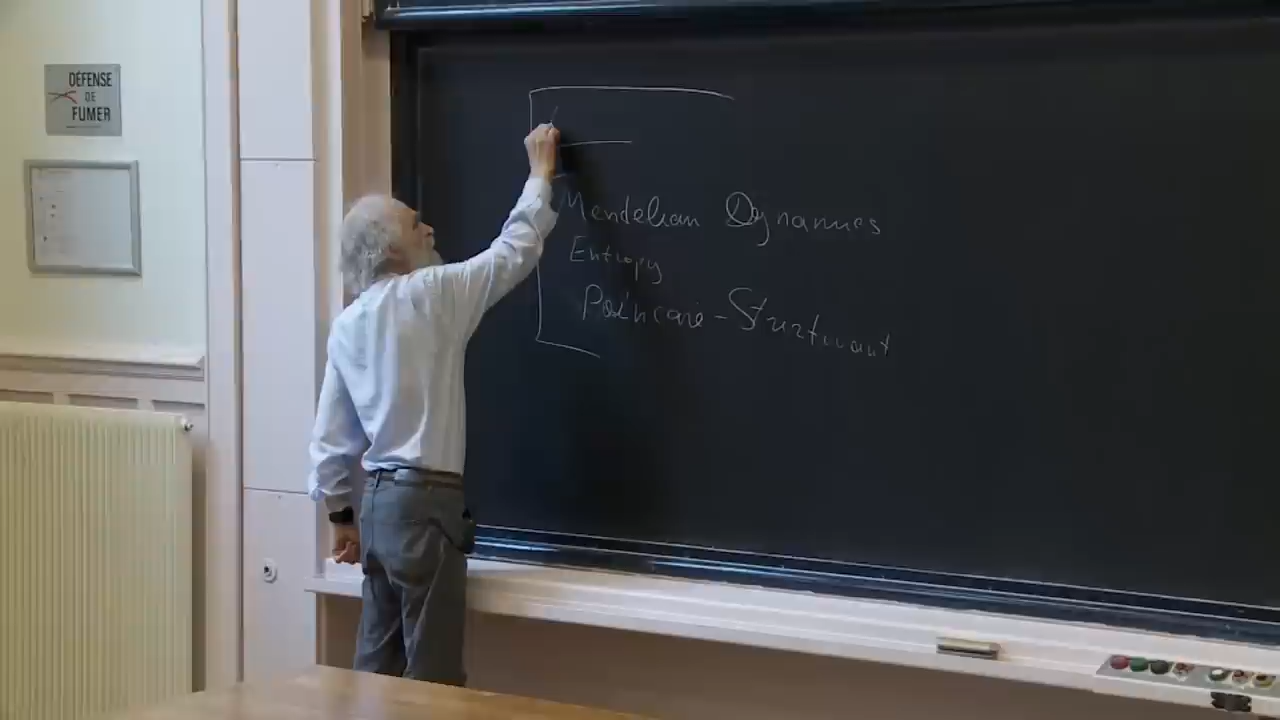 DÉFENSE
DE
FUMER
Mendelian Dynamics
Entropy
Poincaré - Sturtevant